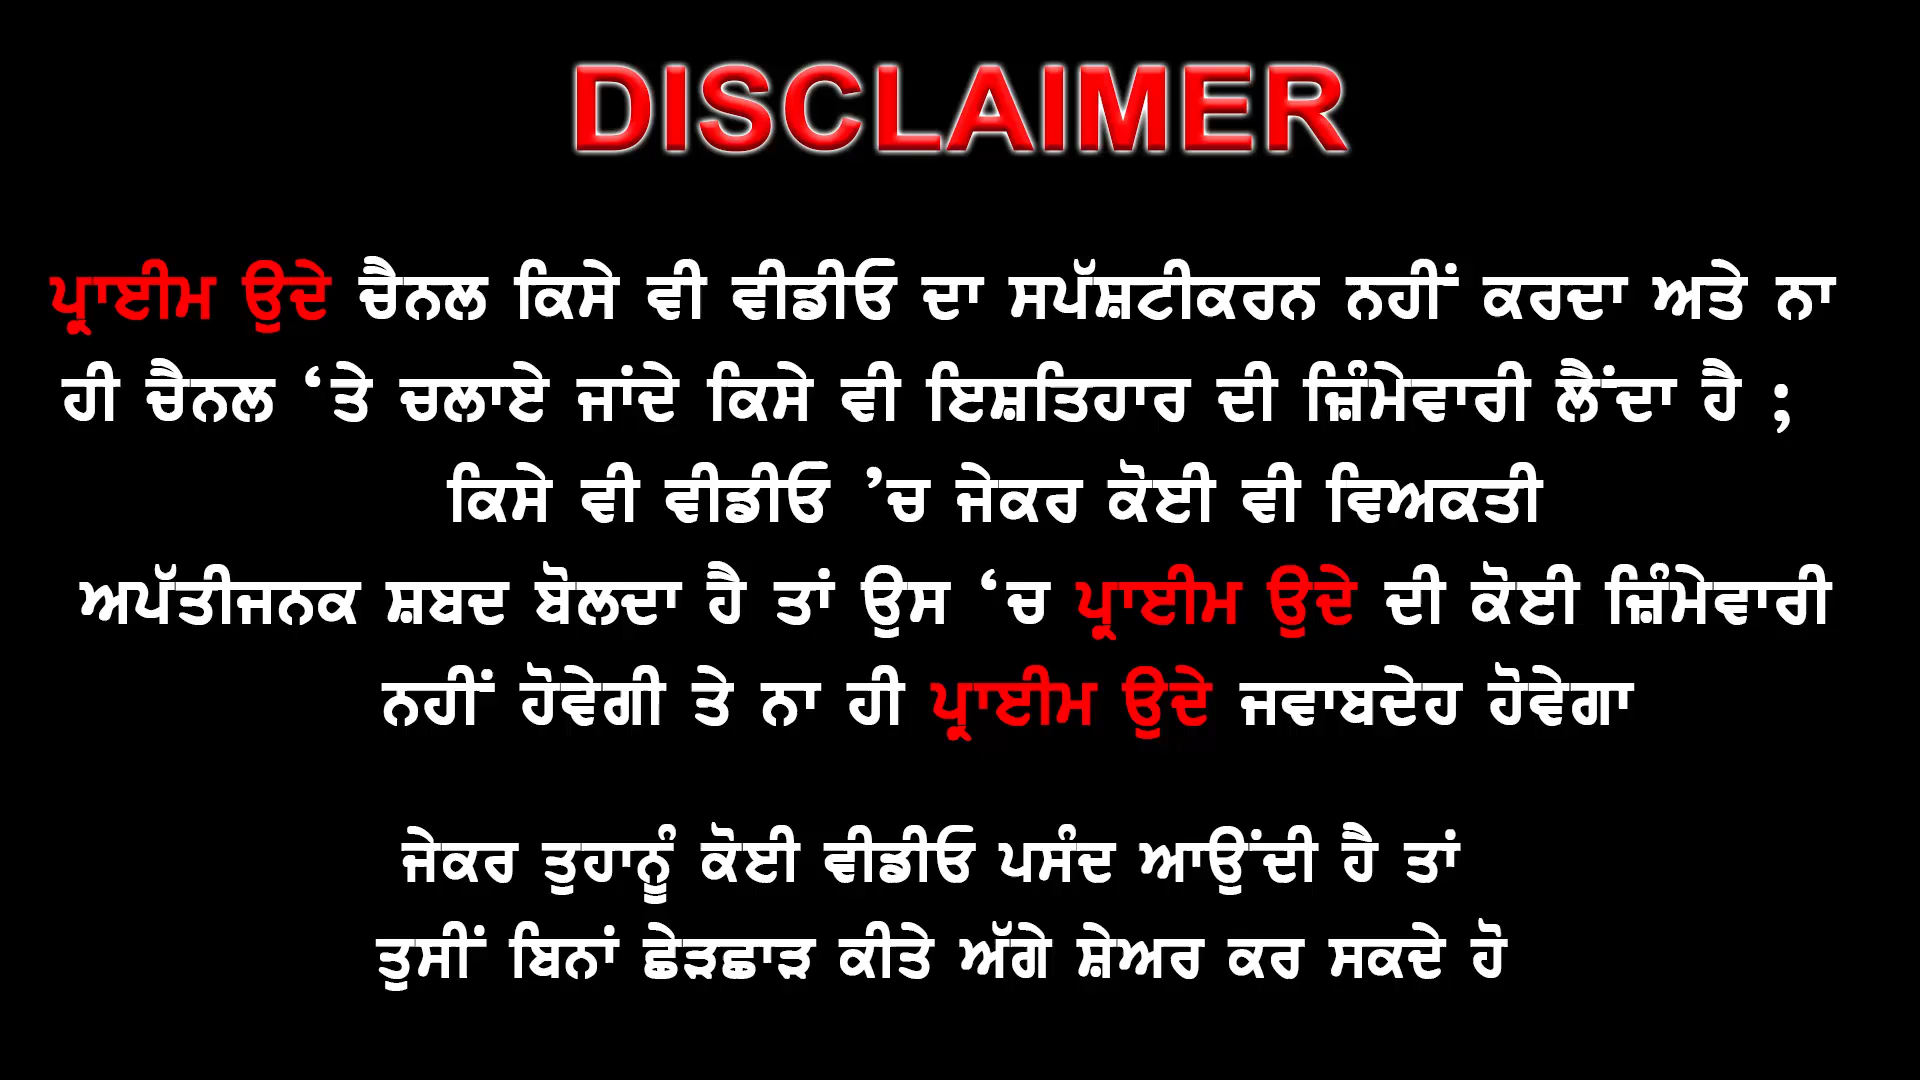 DISCLAIMER
ਪ੍ਰਾਈਮ ਉਦੇ ਚੈਨਲ ਕਿਸੇ ਵੀ ਵੀਡੀਓ ਦਾ ਸਪੱਸ਼ਟੀਕਰਨ ਨਹੀਂ ਕਰਦਾ ਅਤੇ ਨਾ
ਹੀ ਚੈਨਲ ‘ਤੇ ਚਲਾਏ ਜਾਂਦੇ ਕਿਸੇ ਵੀ ਇਸ਼ਤਿਹਾਰ ਦੀ ਜ਼ਿੰਮੇਵਾਰੀ ਲੈਂਦਾ ਹੈ ;
ਕਿਸੇ ਵੀ ਵੀਡੀਓ ’ਚ ਜੇਕਰ ਕੋਈ ਵੀ ਵਿਅਕਤੀ
ਅਪੱਤੀਜਨਕ ਸ਼ਬਦ ਬੋਲਦਾ ਹੈ ਤਾਂ ਉਸ ‘ਚ ਪ੍ਰਾਈਮ ਉਦੇ ਦੀ ਕੋਈ ਜ਼ਿੰਮੇਵਾਰੀ
ਨਹੀਂ ਹੋਵੇਗੀ ਤੇ ਨਾ ਹੀ ਪ੍ਰਾਈਮ ਉਦੇ ਜਵਾਬਦੇਹ ਹੋਵੇਗਾ
ਜੇਕਰ ਤੁਹਾਨੂੰ ਕੋਈ ਵੀਡੀਓ ਪਸੰਦ ਆਉਂਦੀ ਹੈ ਤਾਂ
ਤੁਸੀਂ ਬਿਨਾਂ ਛੇੜਛਾੜ ਕੀਤੇ ਅੱਗੇ ਸ਼ੇਅਰ ਕਰ ਸਕਦੇ ਹੋ